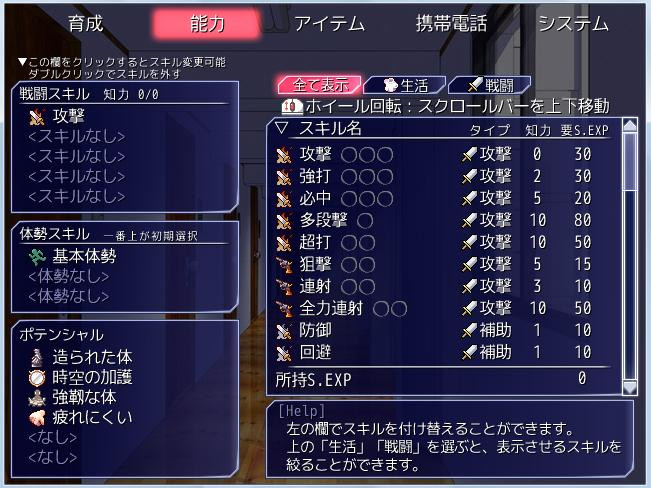 育成 能力 アイテム 携帯電話 システム
▼この欄をクリックするとスキル変更可能
ダブルクリックでスキルを外す
戦闘スキル 知力 0/0
攻撃
<スキルなし>
<スキルなし>
<スキルなし>
<スキルなし>
体勢スキル 一番上が初期選択
基本体勢
<体勢なし>
<体勢なし>
ポテンシャル
造られた体
時空の加護
強靱な体
疲れにくい
<なし>
<なし>
全て表示 生活 戦闘
ホイール回転：スクロールバーを上下移動
▽ スキル名 タイプ 知力 要S.EXP
攻撃 ○○○ 攻撃 0 30
強打 ○○○ 攻撃 2 30
必中 ○○○ 攻撃 5 20
多段撃 ○ 攻撃 10 80
超打 ○○ 攻撃 10 50
狙撃 ○○ 攻撃 5 15
連射 ○○ 攻撃 3 10
全力連射 ○○ 攻撃 10 50
防御 補助 1 10
回避 補助 1 10
所持S.EXP 0
[Help]
左の欄でスキルを付け替えることができます。
上の「生活」「戦闘」を選ぶと、表示させるスキルを
絞ることができます。